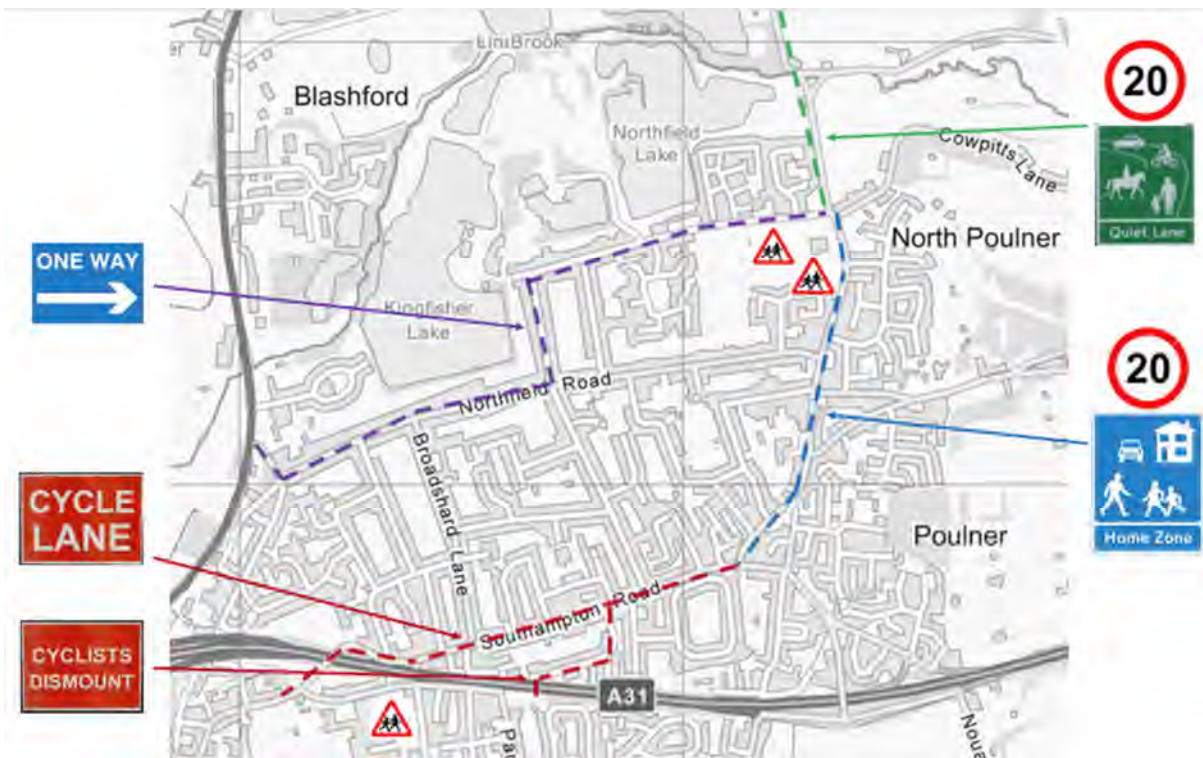 Linbrook
Blashford
Northfield
Lake
Cowpitts Lane
20
Quiet Lane
North Poulner
ONE WAY
Kingfisher
Lake
20
Northfield Road
Broadshard Lane
CYCLE
LANE
Home Zone
Poulner
Southampton Road
CYCLISTS
DISMOUNT
A31